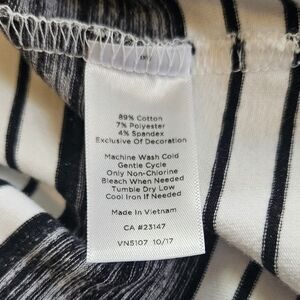 89% Cotton
7% Polyester
4% Spandex
Exclusive Of Decoration
Machine Wash Cold
Gentle Cycle
Only Non-Chlorine
Bleach When Needed
Tumble Dry Low
Cool Iron If Needed
Made In Vietnam
CA #23147
VN5107 10/17